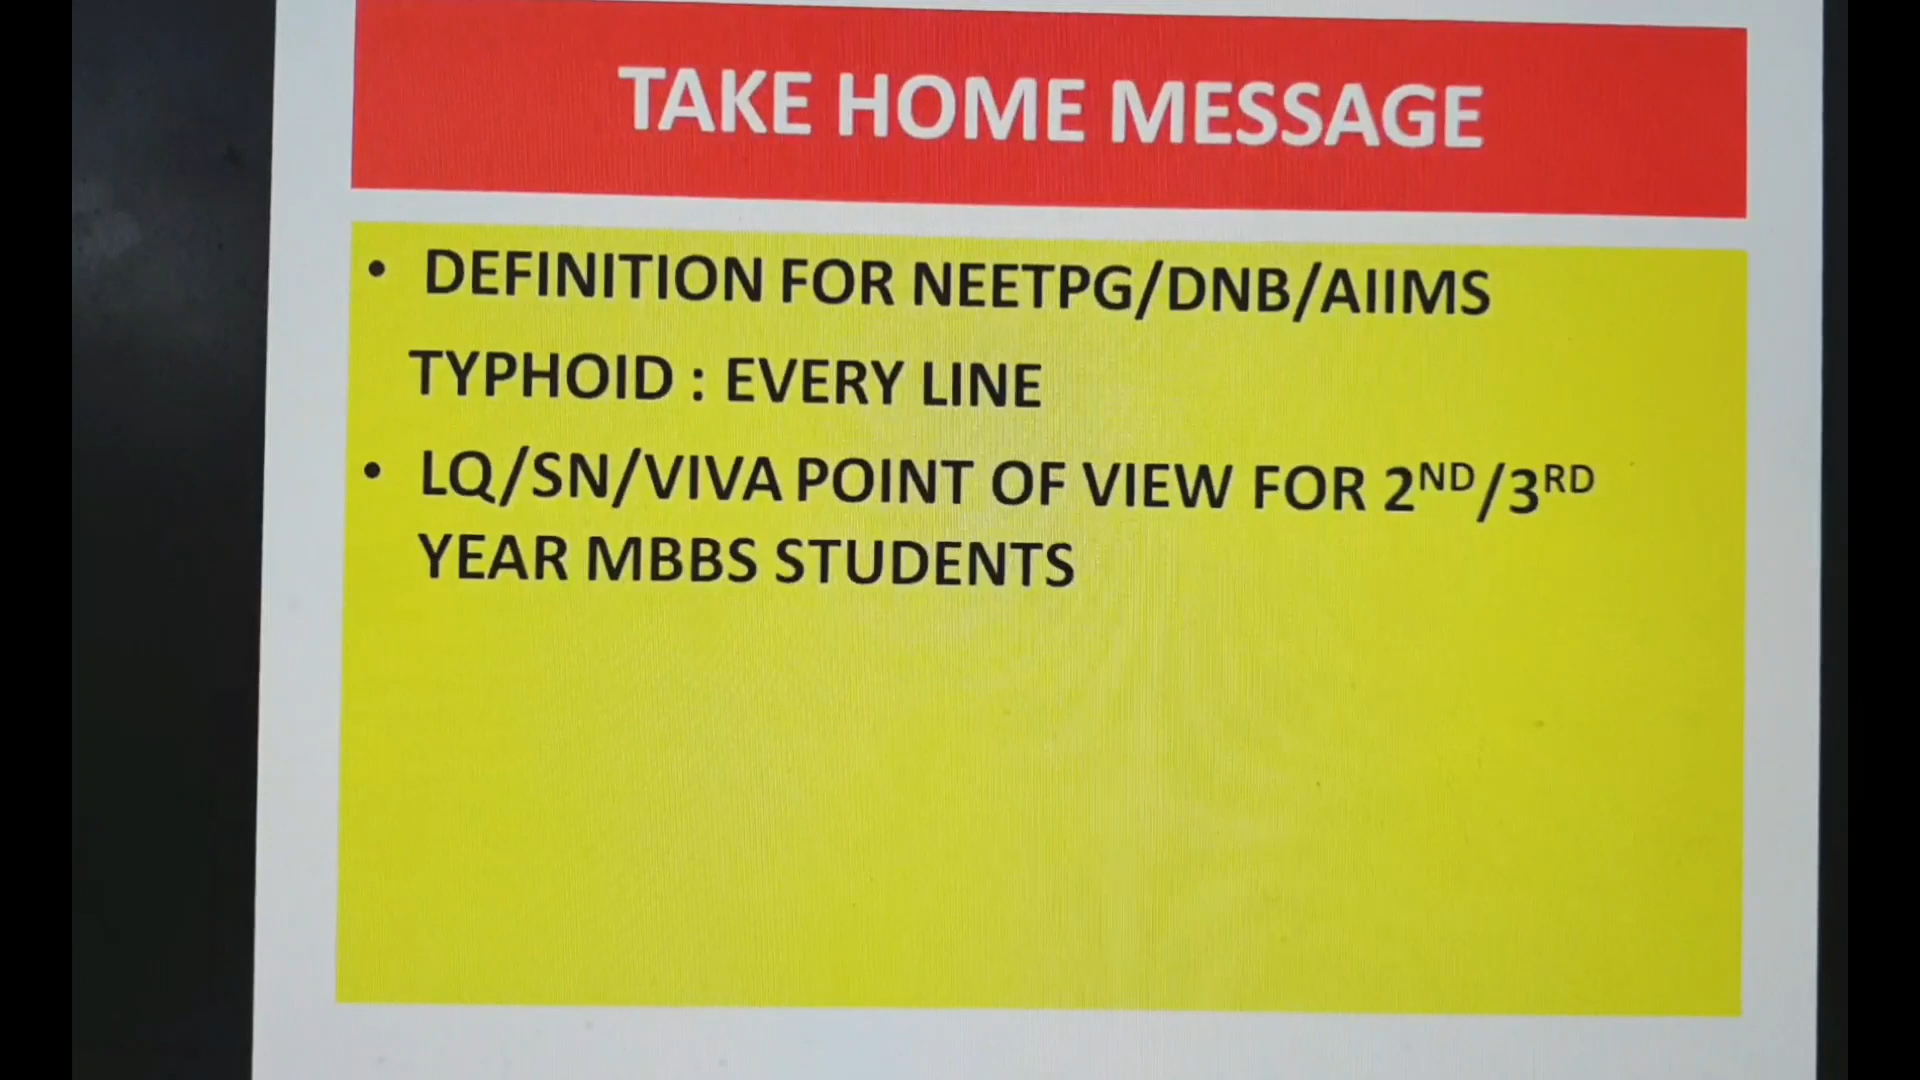 TAKE HOME MESSAGE
• DEFINITION FOR NEETPG/DNB/AIIMS
TYPHOID : EVERY LINE
• LQ/SN/VIVA POINT OF VIEW FOR 2ND/3RD
YEAR MBBS STUDENTS